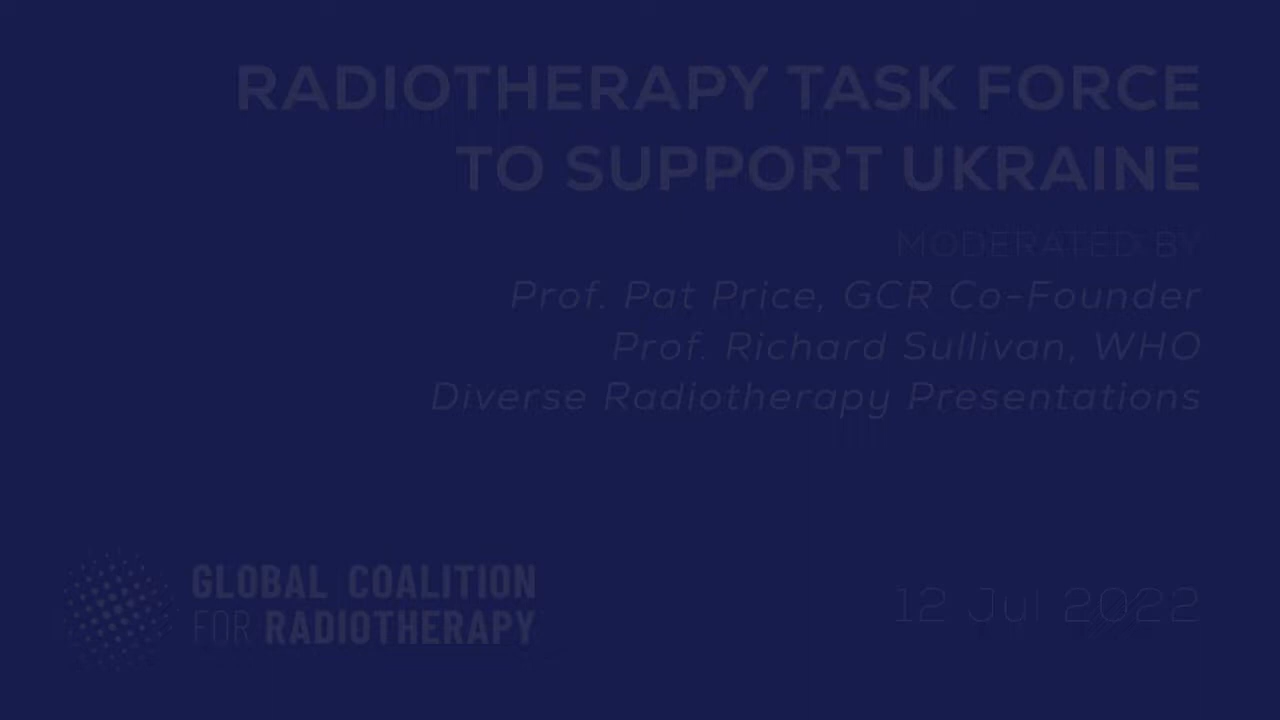 RADIOTHERAPY TASK FORCE
TO SUPPORT UKRAINE
MODERATED BY
Prof. Pat Price, GCR Co-Founder
Prof. Richard Sullivan, WHO
Diverse Radiotherapy Presentations
GLOBAL COALITION
FOR RADIOTHERAPY
12 Jul 2022